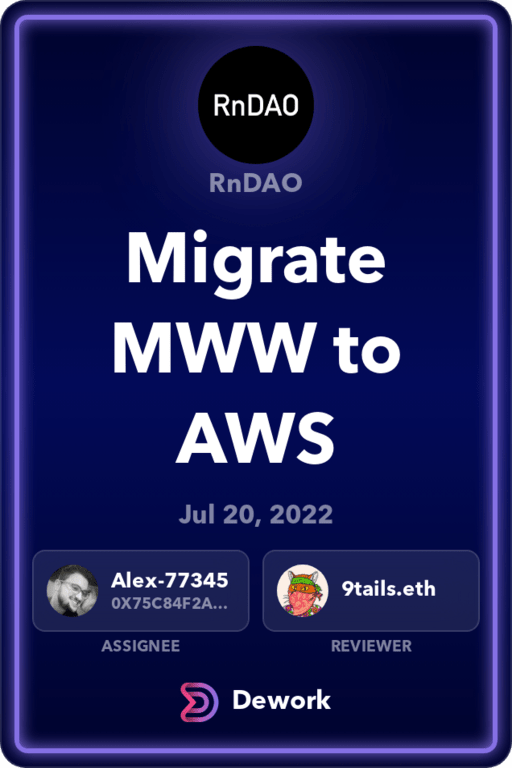 RnDAO
RnDAO
Migrate
MWW to
AWS
Jul 20, 2022
Alex-77345
0X75C84F2A...
9tails.eth
ASSIGNEE
REVIEWER
Dework